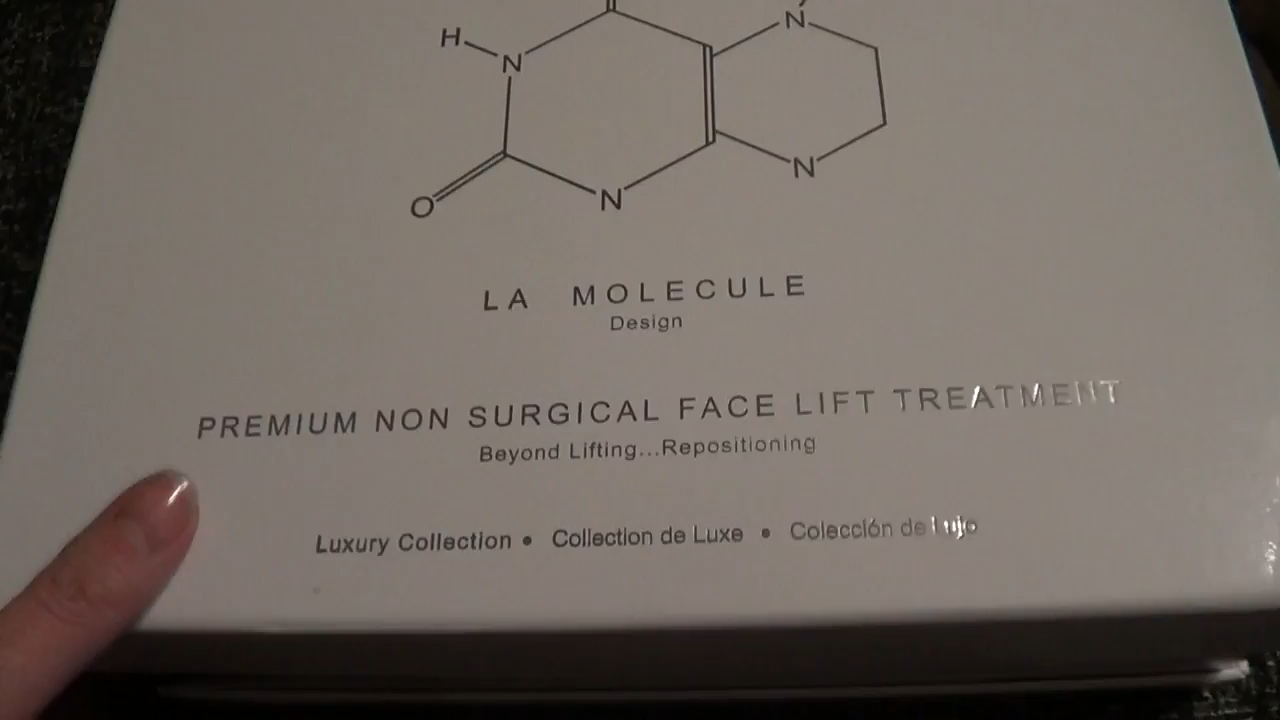 N
H
N
N
N
O
LA MOLECULE
Design
PREMIUM NON SURGICAL FACE LIFT TREATMENT
Beyond Lifting...Repositioning
Luxury Collection • Collection de Luxe • Colección de Lujo